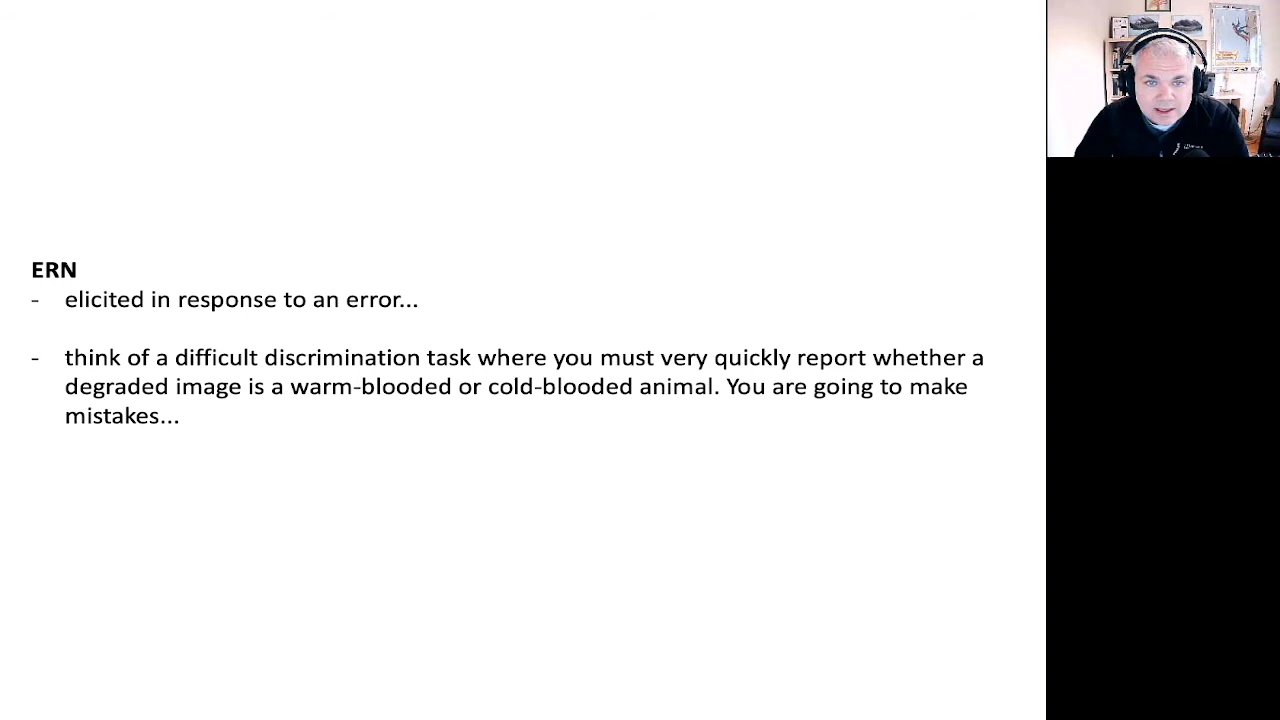 ERN
- elicited in response to an error...
- think of a difficult discrimination task where you must very quickly report whether a
degraded image is a warm-blooded or cold-blooded animal. You are going to make
mistakes...